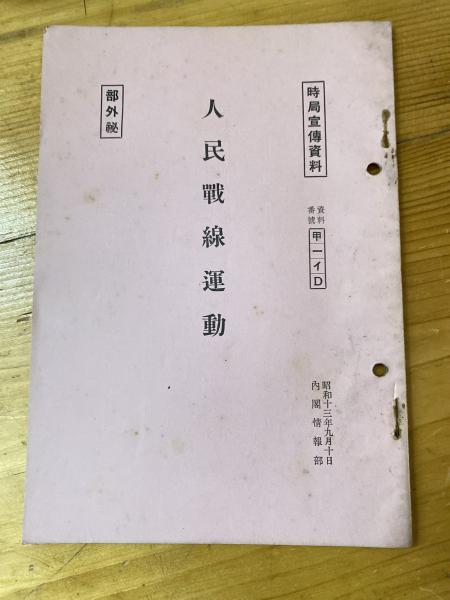 時局宣傳資料
資料番號
甲一イD
昭和十三年九月十日
內閣情報部
人民戰線運動
部外祕